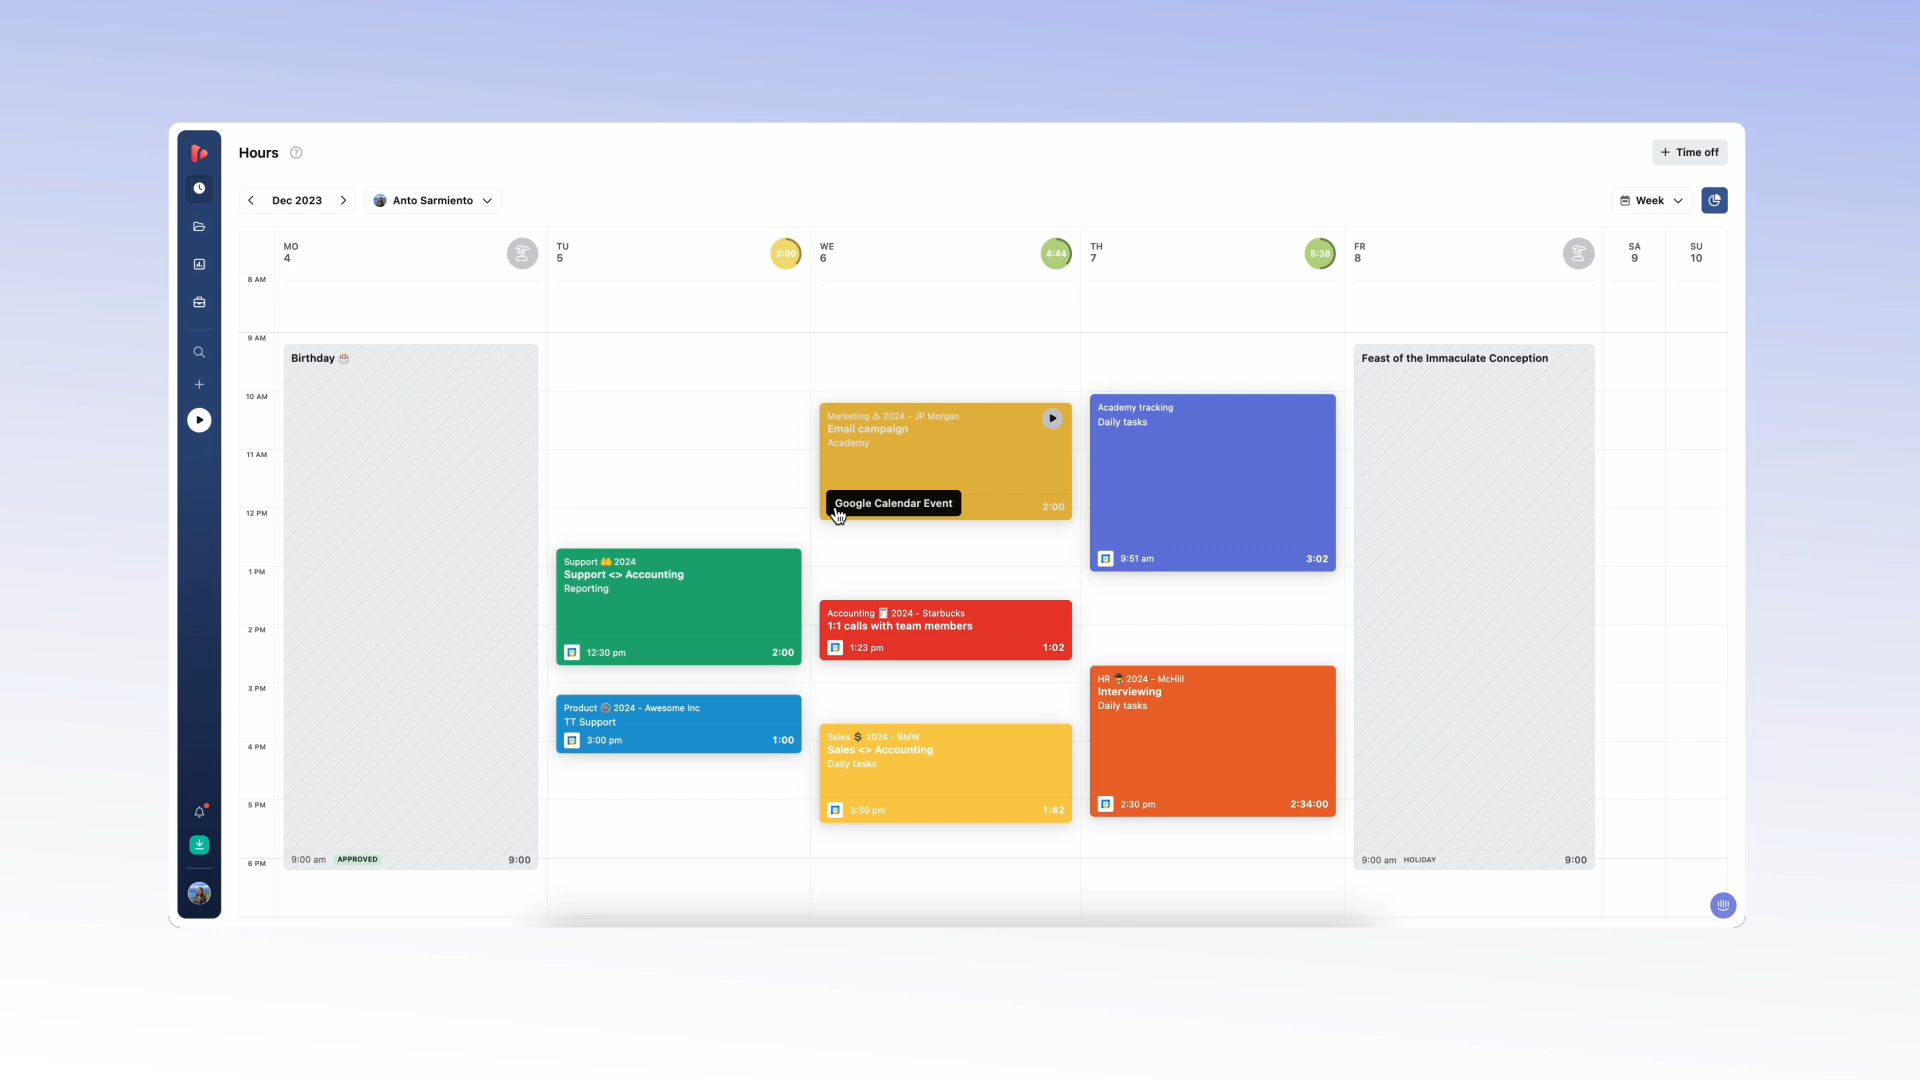 Hours
Time off
Dec 2023
Anto Sarmiento
Week
MO
4
TU
5
3:00
WE
6
4:44
TH
7
5:36
FR
8
SA
9
SU
10
8 AM
9 AM
10 AM
11 AM
12 PM
1 PM
2 PM
3 PM
4 PM
5 PM
6 PM
Birthday
9:00 am APPROVED 9:00
Support 2024
Support <> Accounting
Reporting
12:30 pm 2:00
Product 2024 - Awesome Inc
TT Support
3:00 pm 1:00
Marketing 2024 - JP Morgan
Email campaign
Academy
Google Calendar Event
2:00
Accounting 2024 - Starbucks
1:1 calls with team members
1:23 pm 1:02
Sales 2024 - BMW
Sales <> Accounting
Daily tasks
3:30 pm 1:42
Academy tracking
Daily tasks
9:51 am 3:02
HR 2024 - McHill
Interviewing
Daily tasks
2:30 pm 2:34:00
Feast of the Immaculate Conception
9:00 am HOLIDAY 9:00